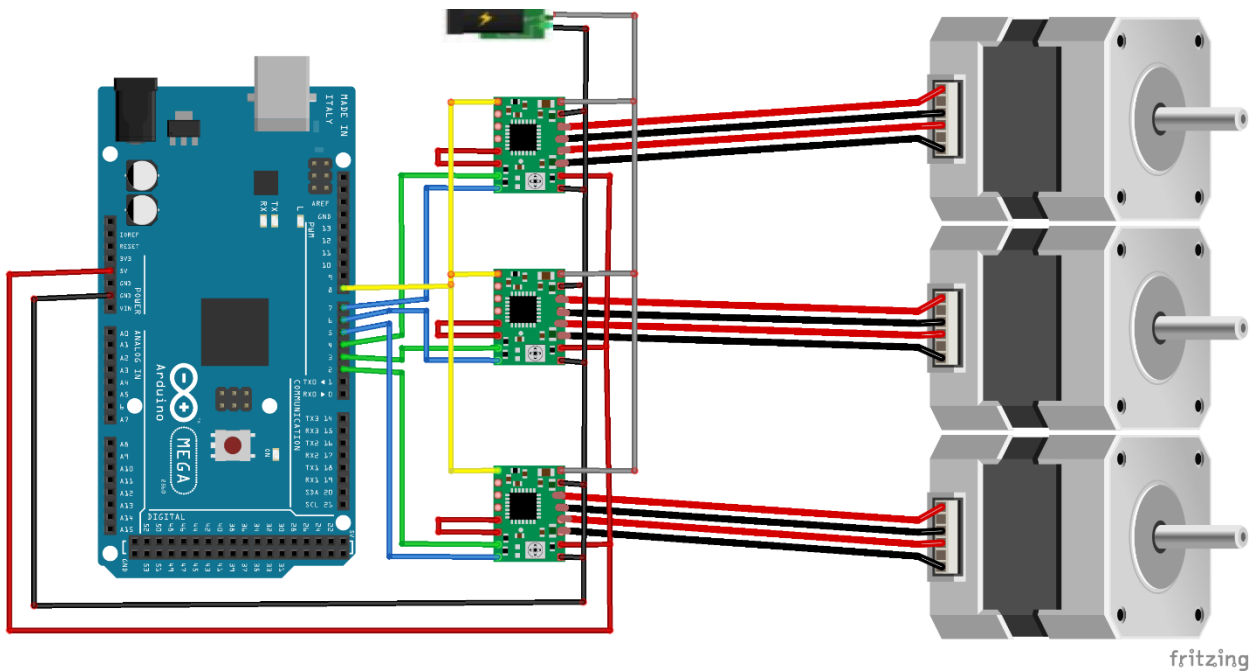 MADE IN
ITALY
RX
TX
L
PWM
AREF
GND
13
12
11
10
9
8
7
6
5
4
3
2
TX0 ◄ 1
RX0 ► 0
IOREF
RESET
3V3
5V
GND
GND
VIN
POWER
A0
A1
A2
A3
A4
A5
A7
ANALOG IN
A8
A9
A10
A11
A12
A13
A14
A15
Arduino
MEGA
2560
ON
COMMUNICATION
TX3 14
RX3 15
TX2 16
RX2 17
TX1 18
RX1 19
SDA 20
SCL 21
DIGITAL
fritzing